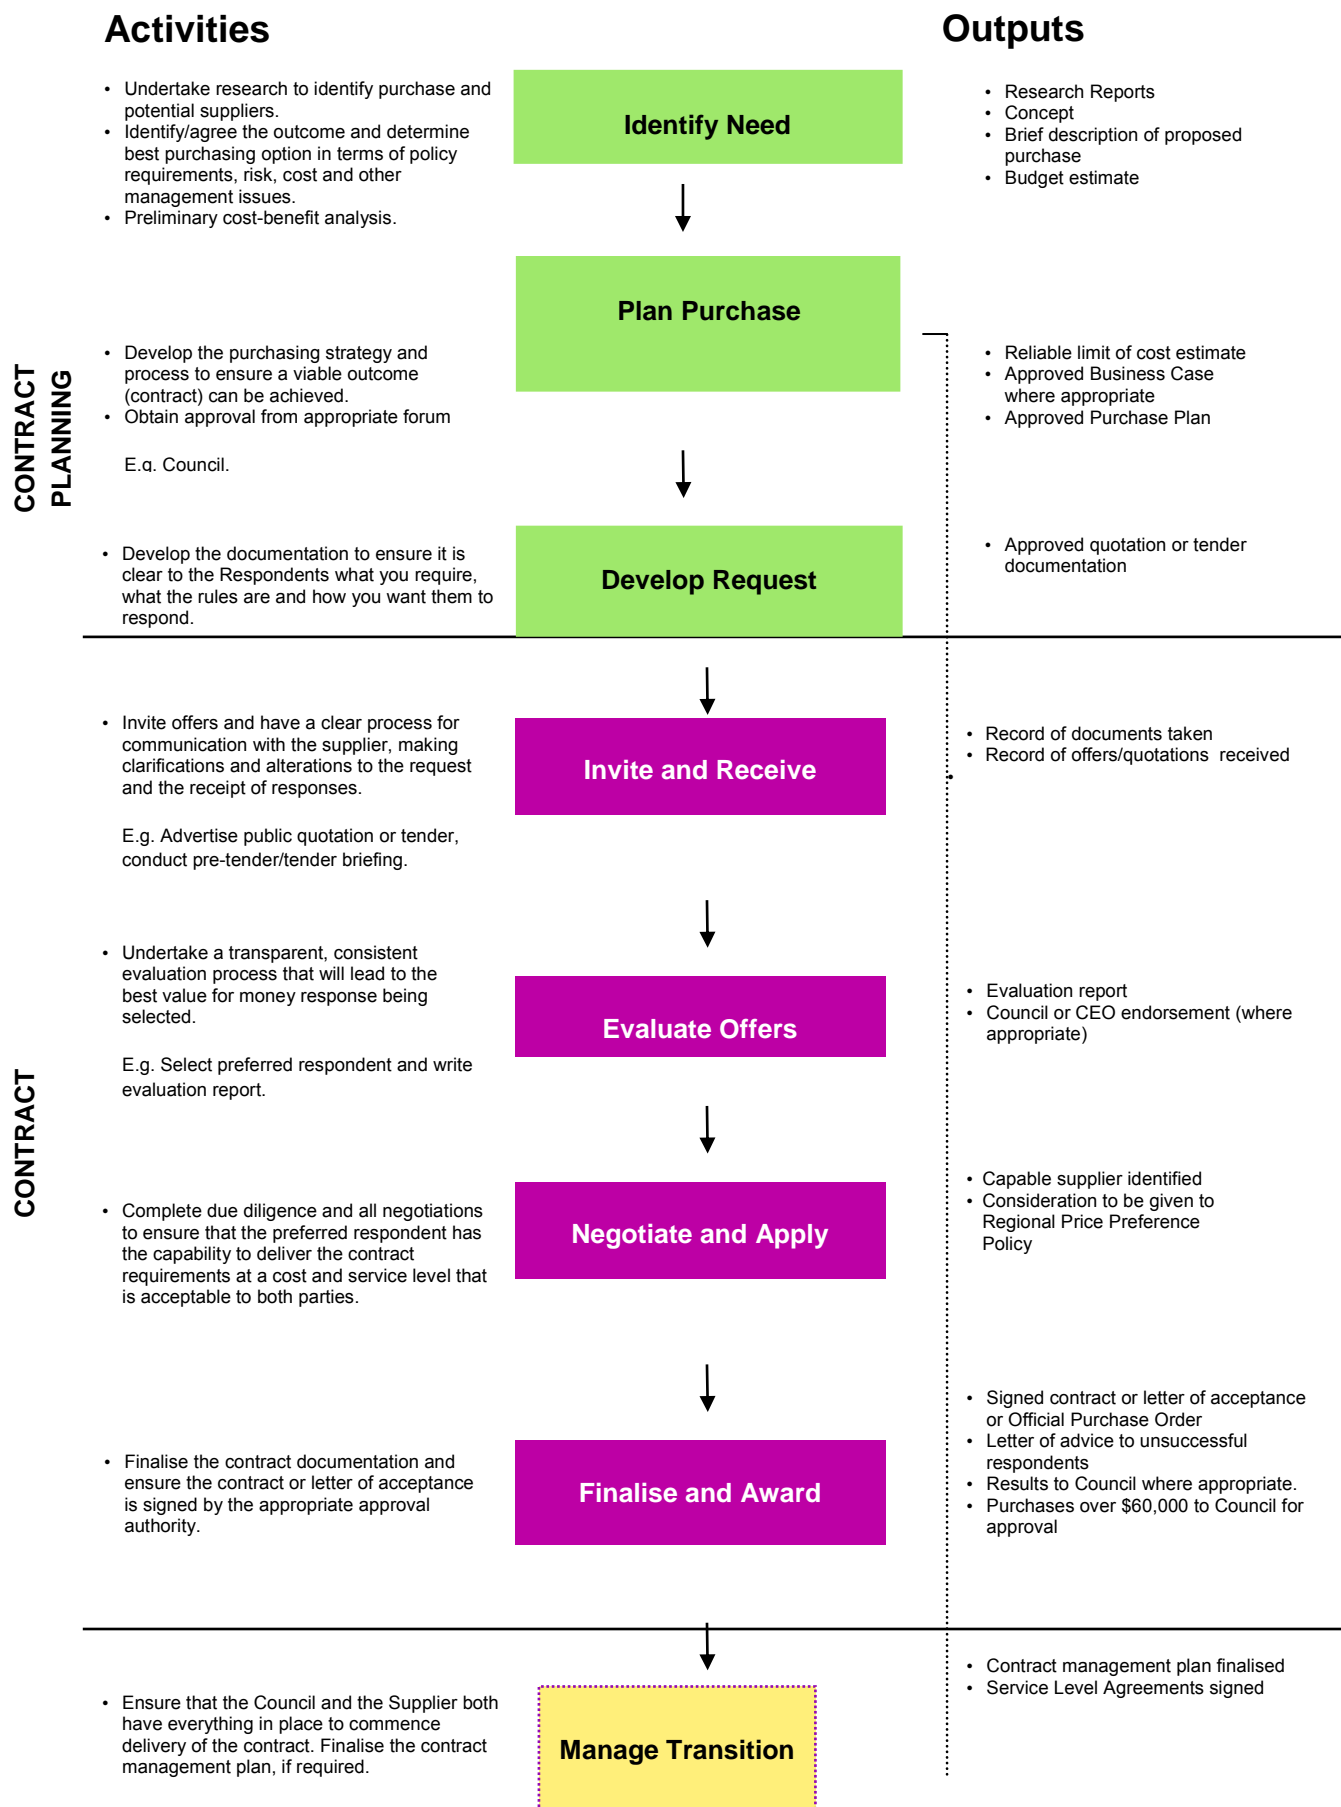 Activities
Outputs
• Undertake research to identify purchase and
potential suppliers.
• Identify/agree the outcome and determine
best purchasing option in terms of policy
requirements, risk, cost and other
management issues.
• Preliminary cost-benefit analysis.
Identify Need
• Research Reports
• Concept
• Brief description of proposed
purchase
• Budget estimate
CONTRACT
PLANNING
Plan Purchase
• Develop the purchasing strategy and
process to ensure a viable outcome
(contract) can be achieved.
• Obtain approval from appropriate forum
E.g. Council.
• Reliable limit of cost estimate
• Approved Business Case
where appropriate
• Approved Purchase Plan
• Develop the documentation to ensure it is
clear to the Respondents what you require,
what the rules are and how you want them to
respond.
Develop Request
• Approved quotation or tender
documentation
CONTRACT
• Invite offers and have a clear process for
communication with the supplier, making
clarifications and alterations to the request
and the receipt of responses.
E.g. Advertise public quotation or tender,
conduct pre-tender/tender briefing.
Invite and Receive
• Record of documents taken
• Record of offers/quotations received
•
• Undertake a transparent, consistent
evaluation process that will lead to the
best value for money response being
selected.
E.g. Select preferred respondent and write
evaluation report.
Evaluate Offers
• Evaluation report
• Council or CEO endorsement (where
appropriate)
• Complete due diligence and all negotiations
to ensure that the preferred respondent has
the capability to deliver the contract
requirements at a cost and service level that
is acceptable to both parties.
Negotiate and Apply
• Capable supplier identified
• Consideration to be given to
Regional Price Preference
Policy
• Finalise the contract documentation and
ensure the contract or letter of acceptance
is signed by the appropriate approval
authority.
Finalise and Award
• Signed contract or letter of acceptance
or Official Purchase Order
• Letter of advice to unsuccessful
respondents
• Results to Council where appropriate.
• Purchases over $60,000 to Council for
approval
• Ensure that the Council and the Supplier both
have everything in place to commence
delivery of the contract. Finalise the contract
management plan, if required.
Manage Transition
• Contract management plan finalised
• Service Level Agreements signed